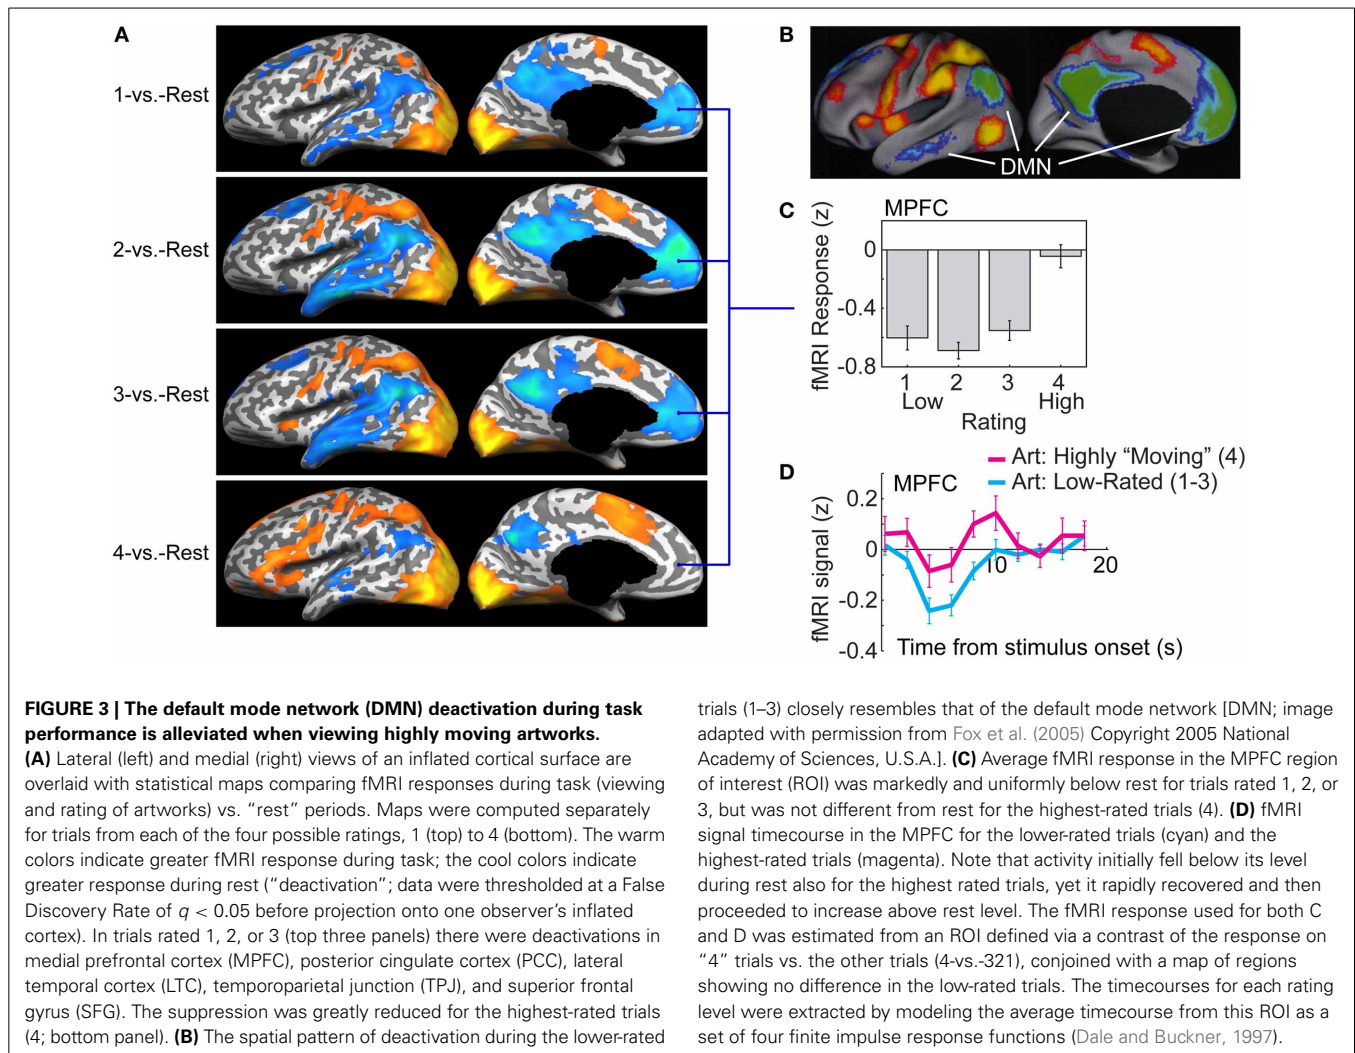 A
1-vs.-Rest
2-vs.-Rest
3-vs.-Rest
4-vs.-Rest
B
DMN
C
MPFC
fMRI Response (z)
0
-0.4
-0.8
1 2 3 4
Low High
Rating
Art: Highly “Moving” (4)
Art: Low-Rated (1-3)
D
MPFC
fMRI signal (z)
0.2
0
-0.2
-0.4
10 20
Time from stimulus onset (s)
FIGURE 3 | The default mode network (DMN) deactivation during task
performance is alleviated when viewing highly moving artworks.
(A) Lateral (left) and medial (right) views of an inflated cortical surface are
overlaid with statistical maps comparing fMRI responses during task (viewing
and rating of artworks) vs. “rest” periods. Maps were computed separately
for trials from each of the four possible ratings, 1 (top) to 4 (bottom). The warm
colors indicate greater fMRI response during task; the cool colors indicate
greater response during rest (“deactivation”; data were thresholded at a False
Discovery Rate of q < 0.05 before projection onto one observer’s inflated
cortex). In trials rated 1, 2, or 3 (top three panels) there were deactivations in
medial prefrontal cortex (MPFC), posterior cingulate cortex (PCC), lateral
temporal cortex (LTC), temporoparietal junction (TPJ), and superior frontal
gyrus (SFG). The suppression was greatly reduced for the highest-rated trials
(4; bottom panel). (B) The spatial pattern of deactivation during the lower-rated
trials (1–3) closely resembles that of the default mode network [DMN; image
adapted with permission from Fox et al. (2005) Copyright 2005 National
Academy of Sciences, U.S.A.]. (C) Average fMRI response in the MPFC region
of interest (ROI) was markedly and uniformly below rest for trials rated 1, 2, or
3, but was not different from rest for the highest-rated trials (4). (D) fMRI
signal timecourse in the MPFC for the lower-rated trials (cyan) and the
highest-rated trials (magenta). Note that activity initially fell below its level
during rest also for the highest rated trials, yet it rapidly recovered and then
proceeded to increase above rest level. The fMRI response used for both C
and D was estimated from an ROI defined via a contrast of the response on
“4” trials vs. the other trials (4-vs.-321), conjoined with a map of regions
showing no difference in the low-rated trials. The timecourses for each rating
level were extracted by modeling the average timecourse from this ROI as a
set of four finite impulse response functions (Dale and Buckner, 1997).